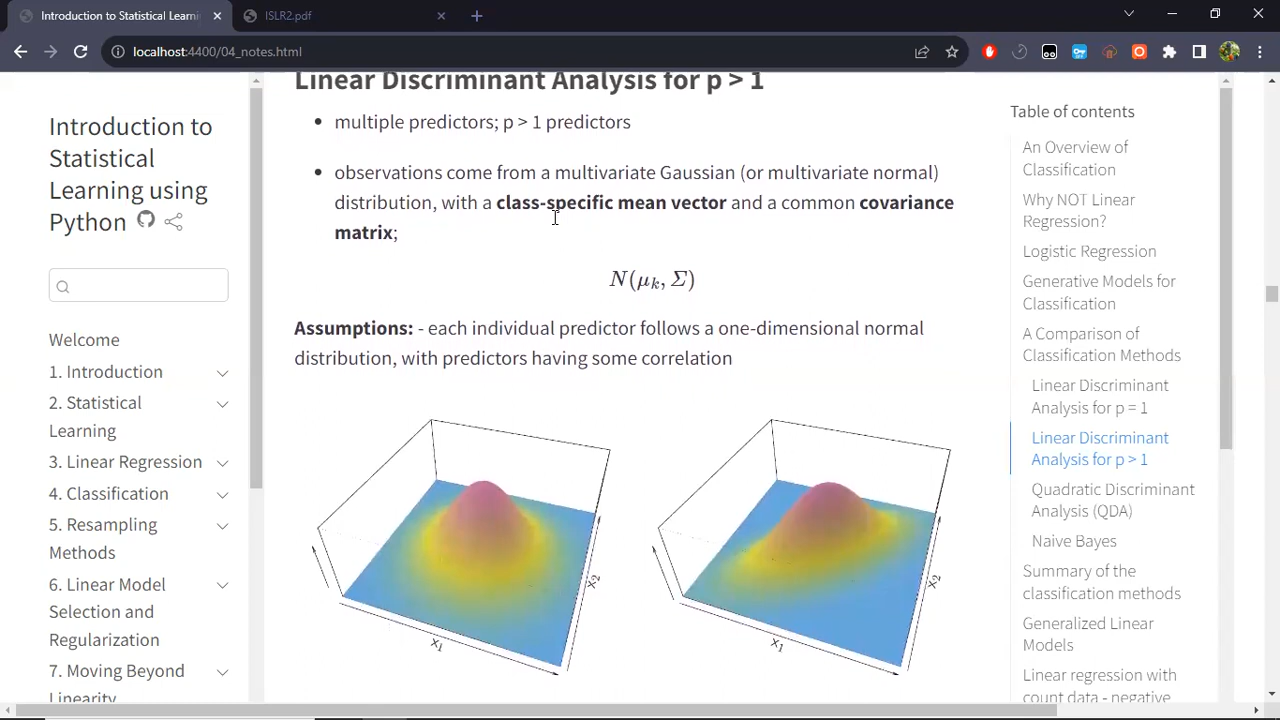 Introduction to Statistical Learni
ISLR2.pdf
localhost:4400/04_notes.html
Introduction to
Statistical
Learning using
Python
Welcome
1. Introduction
2. Statistical
Learning
3. Linear Regression
4. Classification
5. Resampling
Methods
6. Linear Model
Selection and
Regularization
7. Moving Beyond
Linearity
Linear Discriminant Analysis for p > 1
multiple predictors; p > 1 predictors
observations come from a multivariate Gaussian (or multivariate normal)
distribution, with a class-specific mean vector and a common covariance
matrix;
N(μₖ, Σ)
Assumptions: - each individual predictor follows a one-dimensional normal
distribution, with predictors having some correlation
x₁
x₂
x₁
x₂
Table of contents
An Overview of
Classification
Why NOT Linear
Regression?
Logistic Regression
Generative Models for
Classification
A Comparison of
Classification Methods
Linear Discriminant
Analysis for p = 1
Linear Discriminant
Analysis for p > 1
Quadratic Discriminant
Analysis (QDA)
Naive Bayes
Summary of the
classification methods
Generalized Linear
Models
Linear regression with
count data - negative